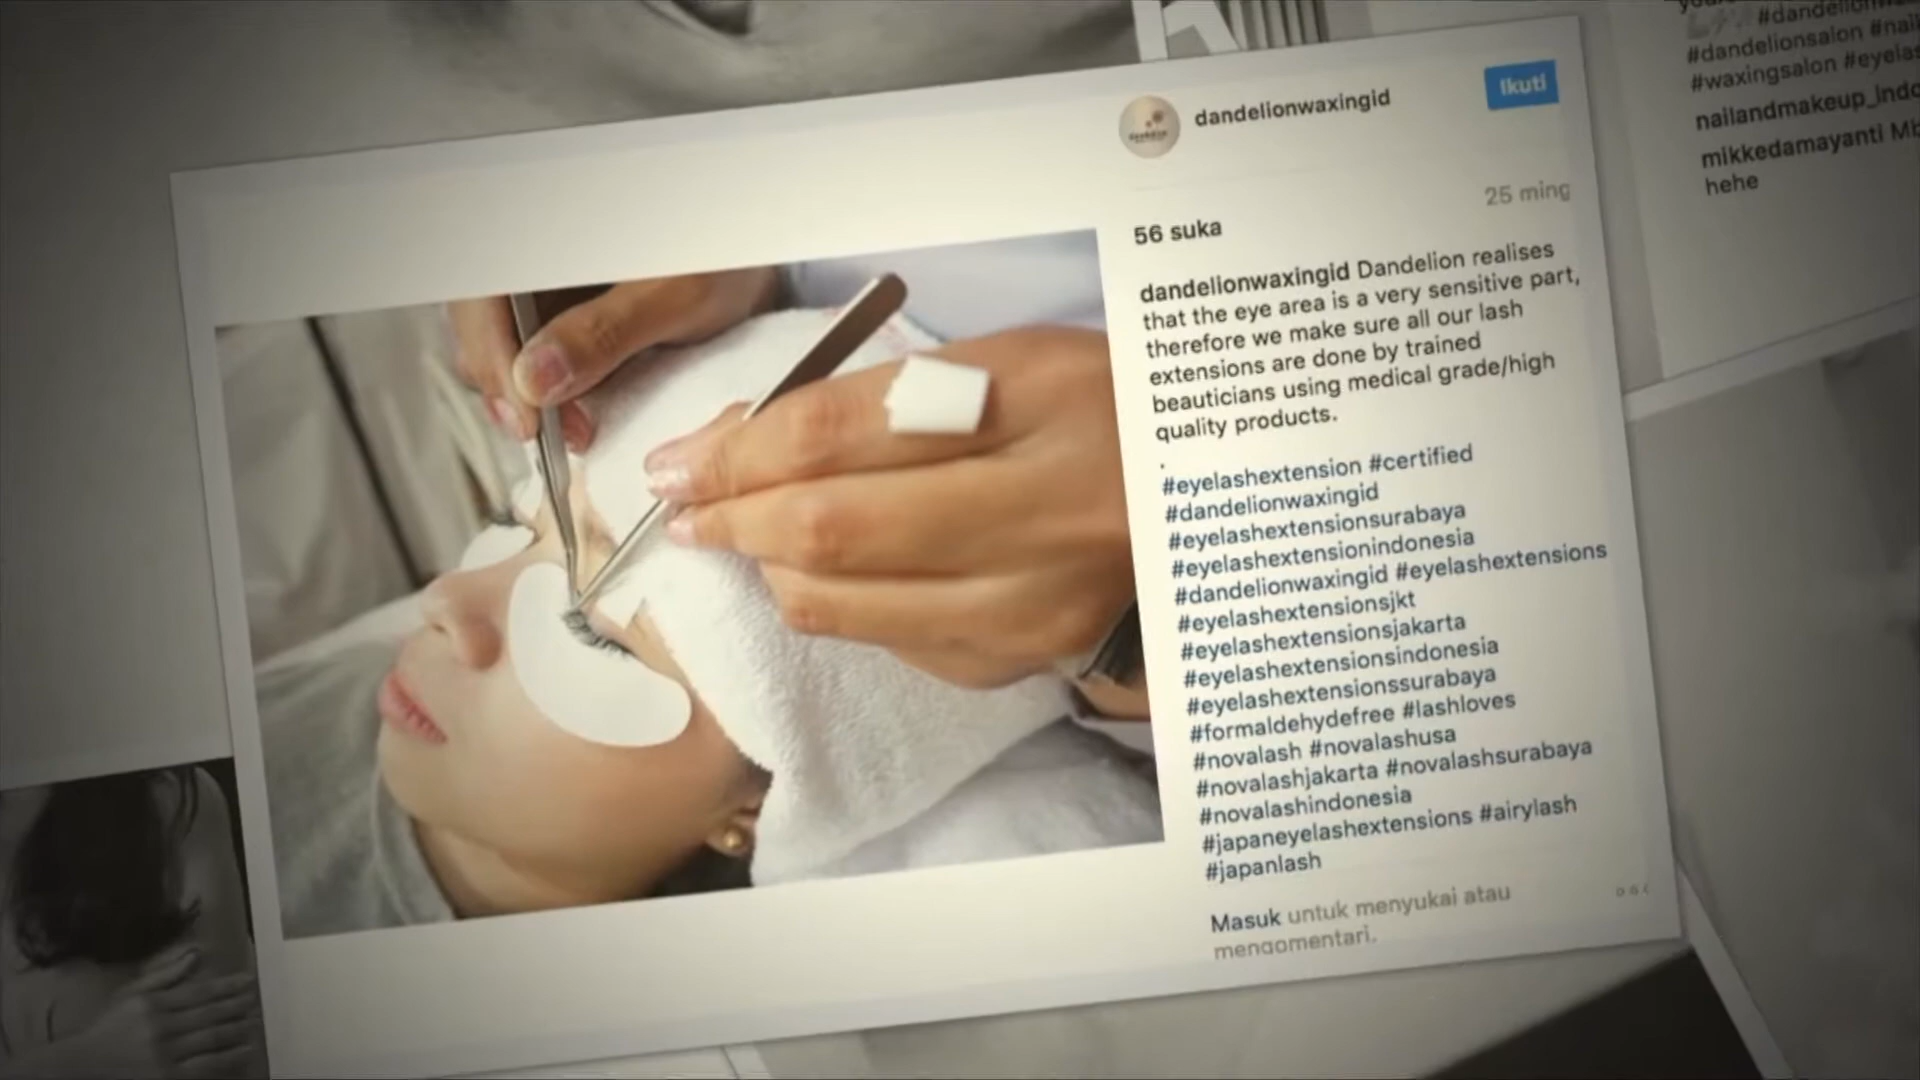 dandelionwaxingid
Ikuti
25 ming
56 suka
dandelionwaxingid Dandelion realises
that the eye area is a very sensitive part,
therefore we make sure all our lash
extensions are done by trained
beauticians using medical grade/high
quality products.
.
#eyelashextension #certified
#dandelionwaxingid
#eyelashextensionsurabaya
#eyelashextensionindonesia
#dandelionwaxingid #eyelashextensions
#eyelashextensionsjkt
#eyelashextensionsjakarta
#eyelashextensionsindonesia
#eyelashextensionssurabaya
#formaldehydefree #lashloves
#novalash #novalashusa
#novalashjakarta #novalashsurabaya
#novalashindonesia
#japaneyelashextensions #airylash
#japanlash
Masuk untuk menyukai atau
mengomentari.
#dandelionsalon
#waxingsalon
nailandmakeup_indo
mikkedamayanti
hehe